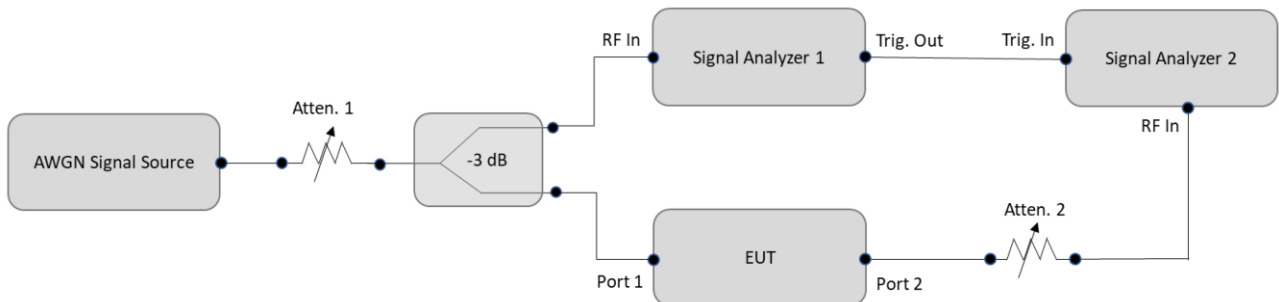 RF In
Signal Analyzer 1
Trig. Out
Trig. In
Signal Analyzer 2
Atten. 1
RF In
AWGN Signal Source
-3 dB
Atten. 2
EUT
Port 1
Port 2